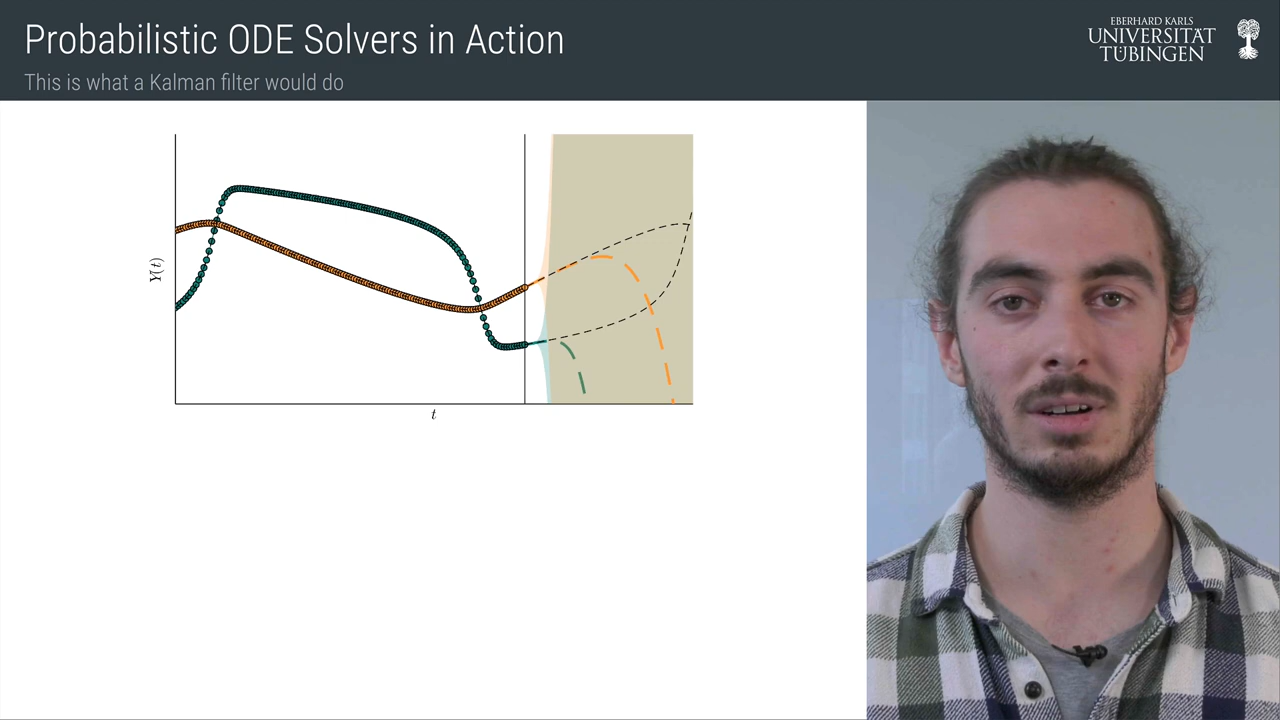 Probabilistic ODE Solvers in Action
This is what a Kalman filter would do
EBERHARD KARLS
UNIVERSITÄT
TÜBINGEN
Y(t)
t